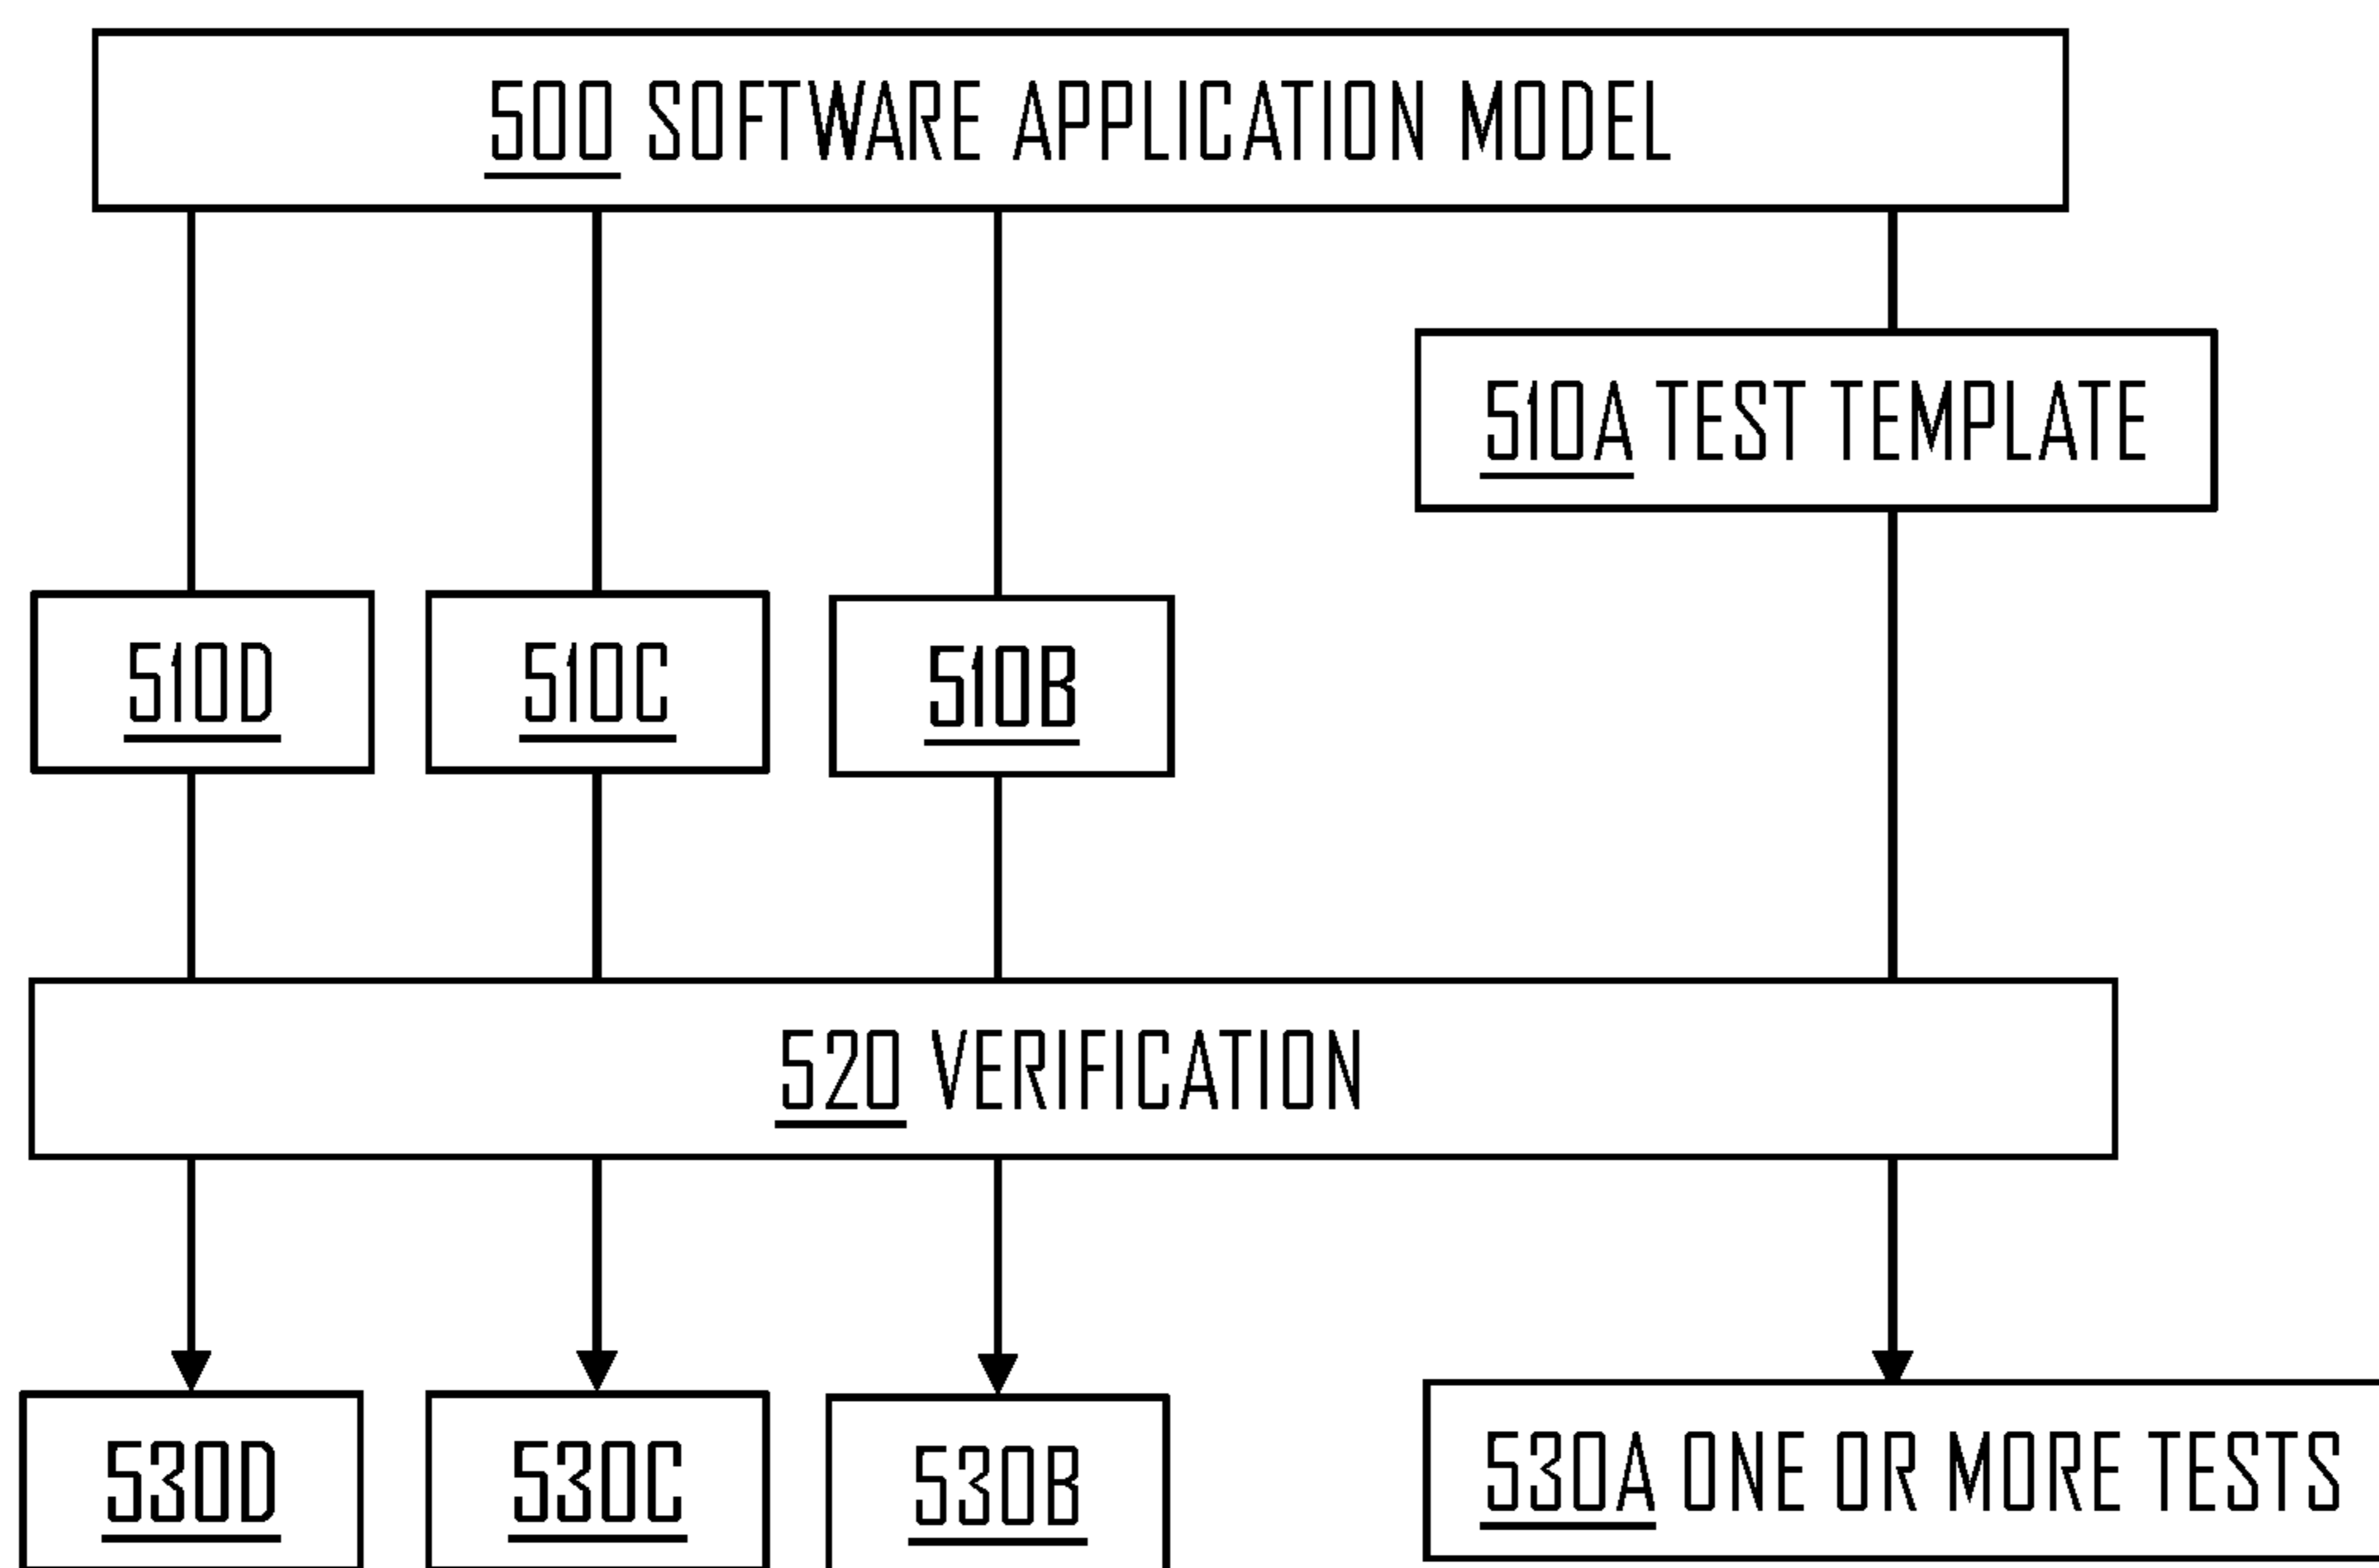 500 SOFTWARE APPLICATION MODEL
510A TEST TEMPLATE
510D
510C
510B
520 VERIFICATION
530D
530C
530B
530A ONE OR MORE TESTS